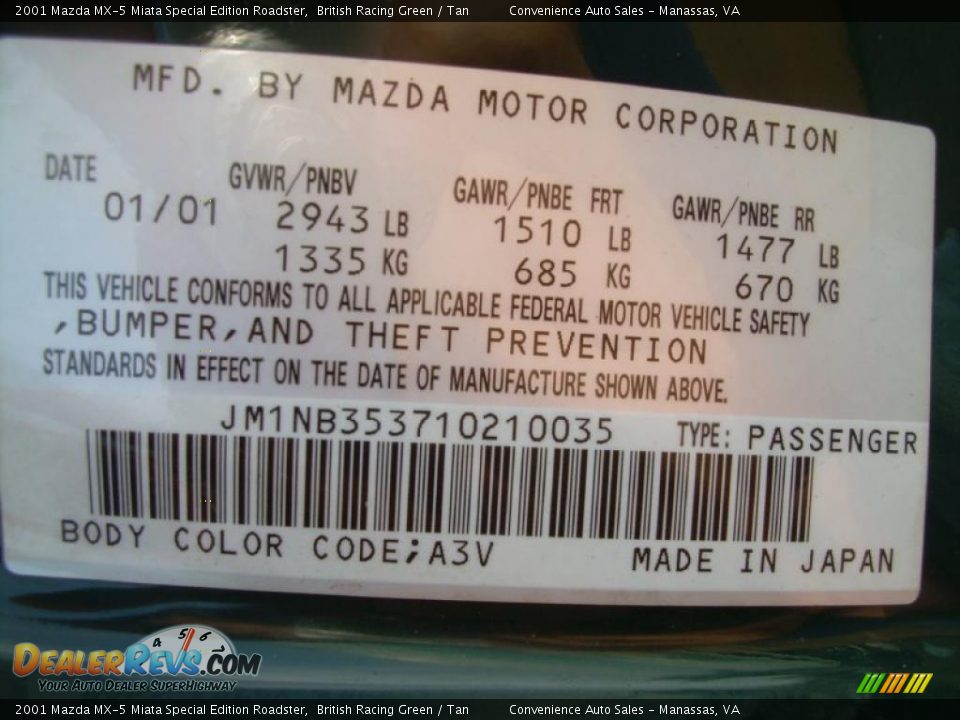 2001 Mazda MX-5 Miata Special Edition Roadster, British Racing Green / Tan Convenience Auto Sales - Manassas, VA
MFD. BY MAZDA MOTOR CORPORATION
DATE GVWR/PNBV GAWR/PNBE FRT GAWR/PNBE RR
01/01 2943 LB 1510 LB 1477 LB
1335 KG 685 KG 670 KG
THIS VEHICLE CONFORMS TO ALL APPLICABLE FEDERAL MOTOR VEHICLE SAFETY
,BUMPER,AND THEFT PREVENTION
STANDARDS IN EFFECT ON THE DATE OF MANUFACTURE SHOWN ABOVE.
JM1NB353710210035 TYPE: PASSENGER
BODY COLOR CODE;A3V MADE IN JAPAN
4 5 6
DEALERREVS.COM
YOUR AUTO DEALER SUPERHIGHWAY
2001 Mazda MX-5 Miata Special Edition Roadster, British Racing Green / Tan Convenience Auto Sales - Manassas, VA